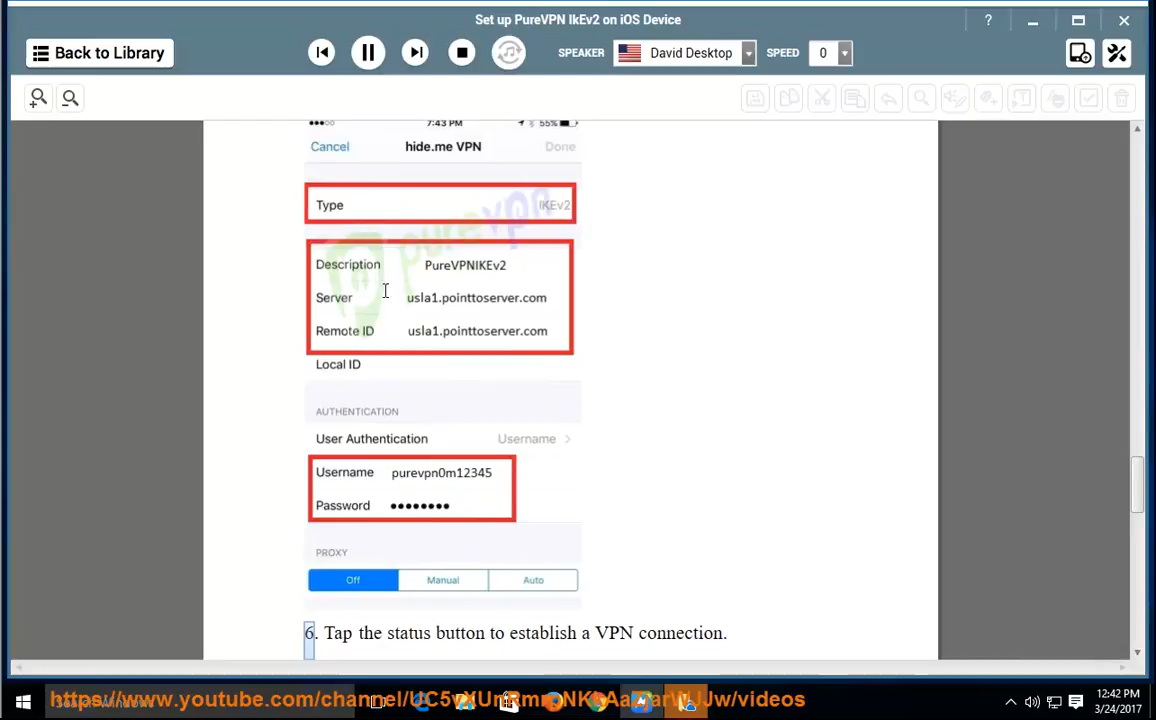 Set up PureVPN IkEv2 on iOS Device
?
Back to Library
SPEAKER
David Desktop
SPEED
0
7:43 PM
55%
Cancel
hide.me VPN
Done
Type
IKEv2
purevpn
Description
PureVPNIKEv2
Server
usla1.pointtoserver.com
Remote ID
usla1.pointtoserver.com
Local ID
AUTHENTICATION
User Authentication
Username >
Username
purevpn0m12345
Password
••••••••
PROXY
Off
Manual
Auto
6. Tap the status button to establish a VPN connection.
12:42 PM
3/24/2017